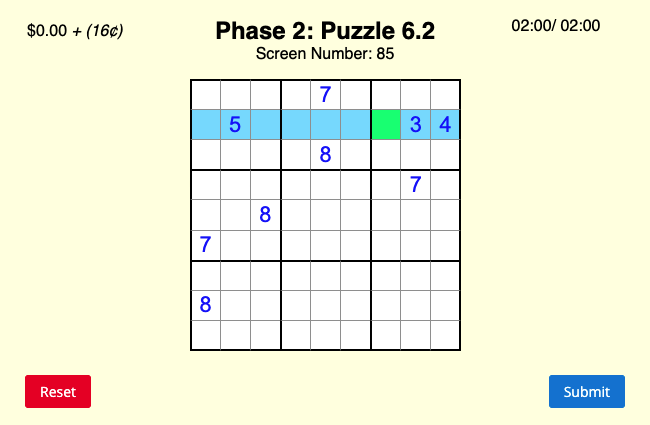 $0.00 + (16¢)
Phase 2: Puzzle 6.2
02:00/ 02:00
Screen Number: 85
7
5 3 4
8
7
8
7
8
Reset
Submit